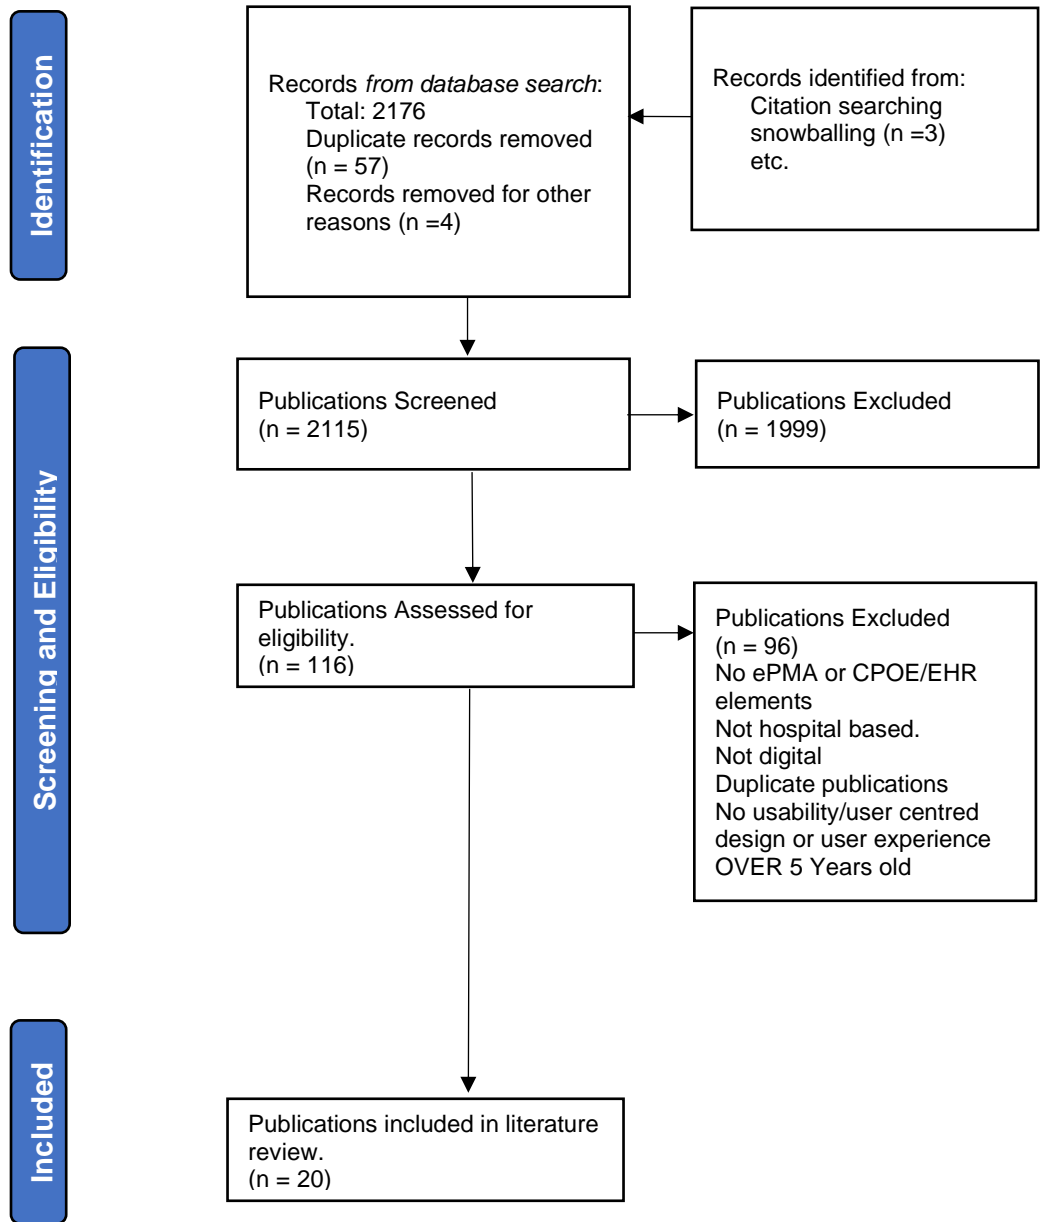 Identification
Records from database search:
Total: 2176
Duplicate records removed
(n = 57)
Records removed for other
reasons (n =4)
Records identified from:
Citation searching
snowballing (n =3)
etc.
Screening and Eligibility
Publications Screened
(n = 2115)
Publications Excluded
(n = 1999)
Publications Assessed for
eligibility.
(n = 116)
Publications Excluded
(n = 96)
No ePMA or CPOE/EHR
elements
Not hospital based.
Not digital
Duplicate publications
No usability/user centred
design or user experience
OVER 5 Years old
Included
Publications included in literature
review.
(n = 20)